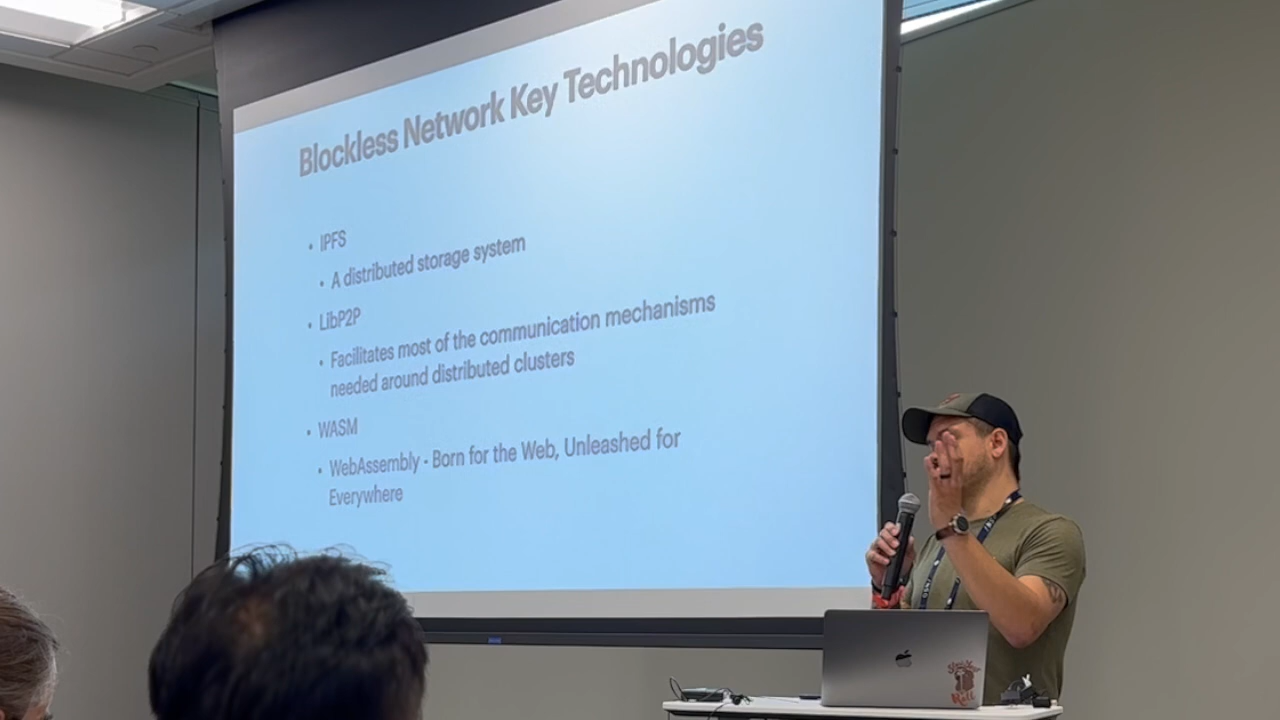 Blockless Network Key Technologies
• IPFS
• A distributed storage system
• LibP2P
• Facilitates most of the communication mechanisms
needed around distributed clusters
• WASM
• WebAssembly - Born for the Web, Unleashed for
Everywhere